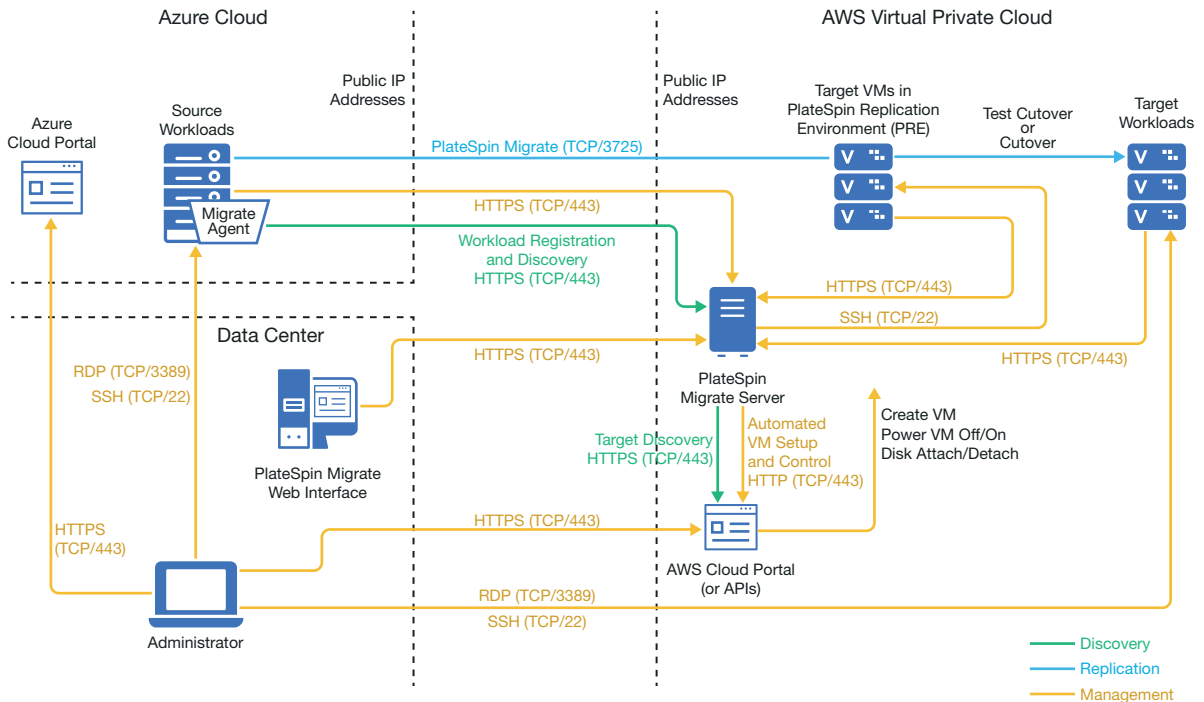 Azure Cloud
AWS Virtual Private Cloud
Public IP
Addresses
Public IP
Addresses
Azure
Cloud Portal
Source
Workloads
Target VMs in
PlateSpin Replication
Environment (PRE)
Test Cutover
or
Cutover
Target
Workloads
PlateSpin Migrate (TCP/3725)
V
V
V
V
V
V
Migrate
Agent
HTTPS (TCP/443)
Workload Registration
and Discovery
HTTPS (TCP/443)
HTTPS (TCP/443)
SSH (TCP/22)
HTTPS (TCP/443)
Data Center
HTTPS (TCP/443)
RDP (TCP/3389)
SSH (TCP/22)
PlateSpin
Migrate Server
PlateSpin Migrate
Web Interface
Target Discovery
HTTPS (TCP/443)
Automated
VM Setup
and Control
HTTP (TCP/443)
Create VM
Power VM Off/On
Disk Attach/Detach
HTTPS
(TCP/443)
HTTPS (TCP/443)
AWS Cloud Portal
(or APIs)
RDP (TCP/3389)
SSH (TCP/22)
Administrator
Discovery
Replication
Management